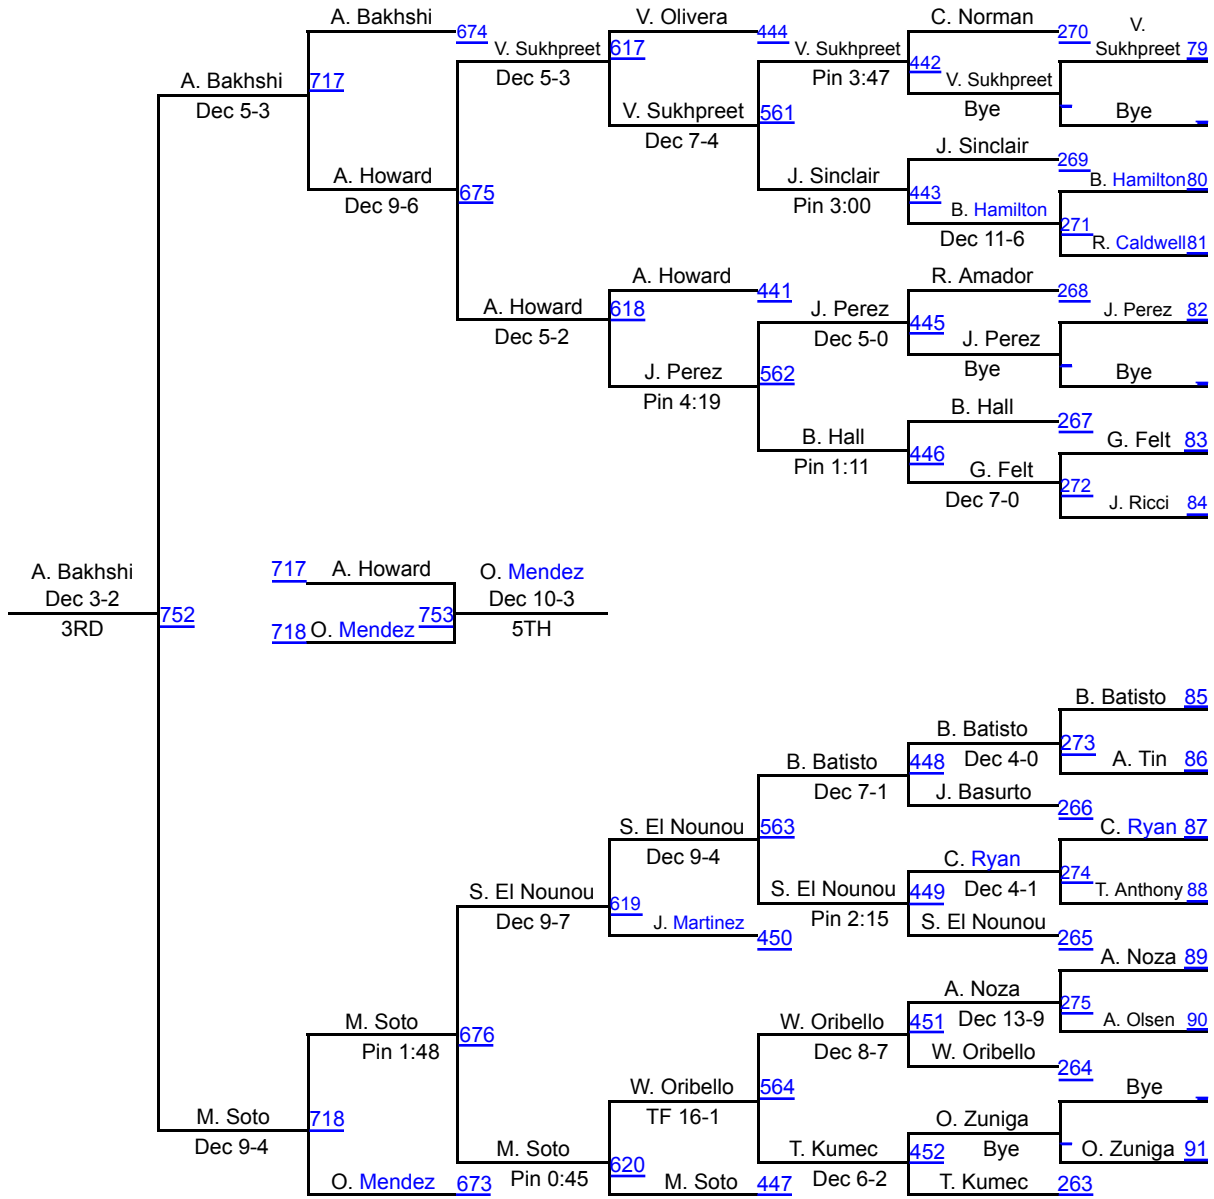 A. Bakhshi 674 V. Olivera 444 C. Norman 270 V.
V. Sukhpreet 617 V. Sukhpreet Sukhpreet 79
A. Bakhshi 717 Dec 5-3 Pin 3:47 442 V. Sukhpreet
Dec 5-3 V. Sukhpreet 561 Bye Bye
Dec 7-4 J. Sinclair 269
A. Howard 675 J. Sinclair 443 B. Hamilton 80
Dec 9-6 Pin 3:00 B. Hamilton 271
Dec 11-6 R. Caldwell 81
A. Howard 441 R. Amador 268
A. Howard 618 J. Perez 445 J. Perez 82
Dec 5-2 Dec 5-0 J. Perez
J. Perez 562 Bye Bye
Pin 4:19 B. Hall 267
B. Hall 446 G. Felt 83
Pin 1:11 G. Felt 272
Dec 7-0 J. Ricci 84
A. Bakhshi 717 A. Howard O. Mendez
Dec 3-2 752 753 Dec 10-3
3RD 718 O. Mendez 5TH
B. Batisto 85
B. Batisto 273
B. Batisto 448 Dec 4-0 A. Tin 86
Dec 7-1 J. Basurto 266
S. El Nounou 563 C. Ryan 87
Dec 9-4 C. Ryan 274
S. El Nounou S. El Nounou 449 Dec 4-1 T. Anthony 88
Dec 9-7 619 J. Martinez 450 Pin 2:15 S. El Nounou 265
A. Noza 89
A. Noza 275
M. Soto 676 W. Oribello 451 Dec 13-9 A. Olsen 90
Pin 1:48 Dec 8-7 W. Oribello 264
W. Oribello 564 Bye
M. Soto 718 TF 16-1 O. Zuniga
Dec 9-4 M. Soto 620 T. Kumec 452 Bye O. Zuniga 91
O. Mendez 673 Pin 0:45 M. Soto 447 Dec 6-2 T. Kumec 263